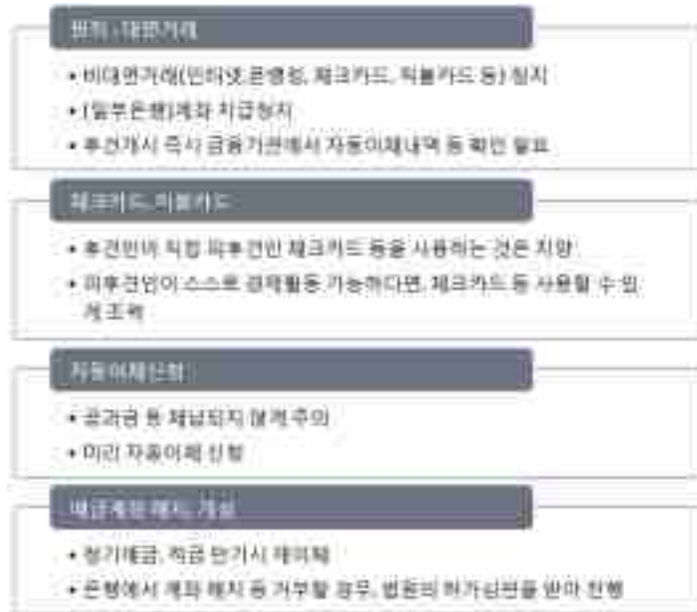 원칙 : 대면거래
• 비대면거래(인터넷,폰뱅킹, 체크카드, 직불카드 등) 정지
• (일부은행)계좌 지급정지
• 후견개시 즉시 금융기관에서 자동이체내역 등 확인 필요
체크카드, 직불카드
• 후견인이 직접 피후견인 체크카드 등을 사용하는 것은 지양
• 피후견인이 스스로 경제활동 가능하다면, 체크카드 등 사용할 수 있
게 조력
자동이체신청
• 공과금 등 체납되지 않게 주의
• 미리 자동이체 신청
예금계좌 해지, 개설
• 정기예금, 적금 만기시 재예치
• 은행에서 계좌 해지 등 거부할 경우, 법원의 허가심판을 받아 진행